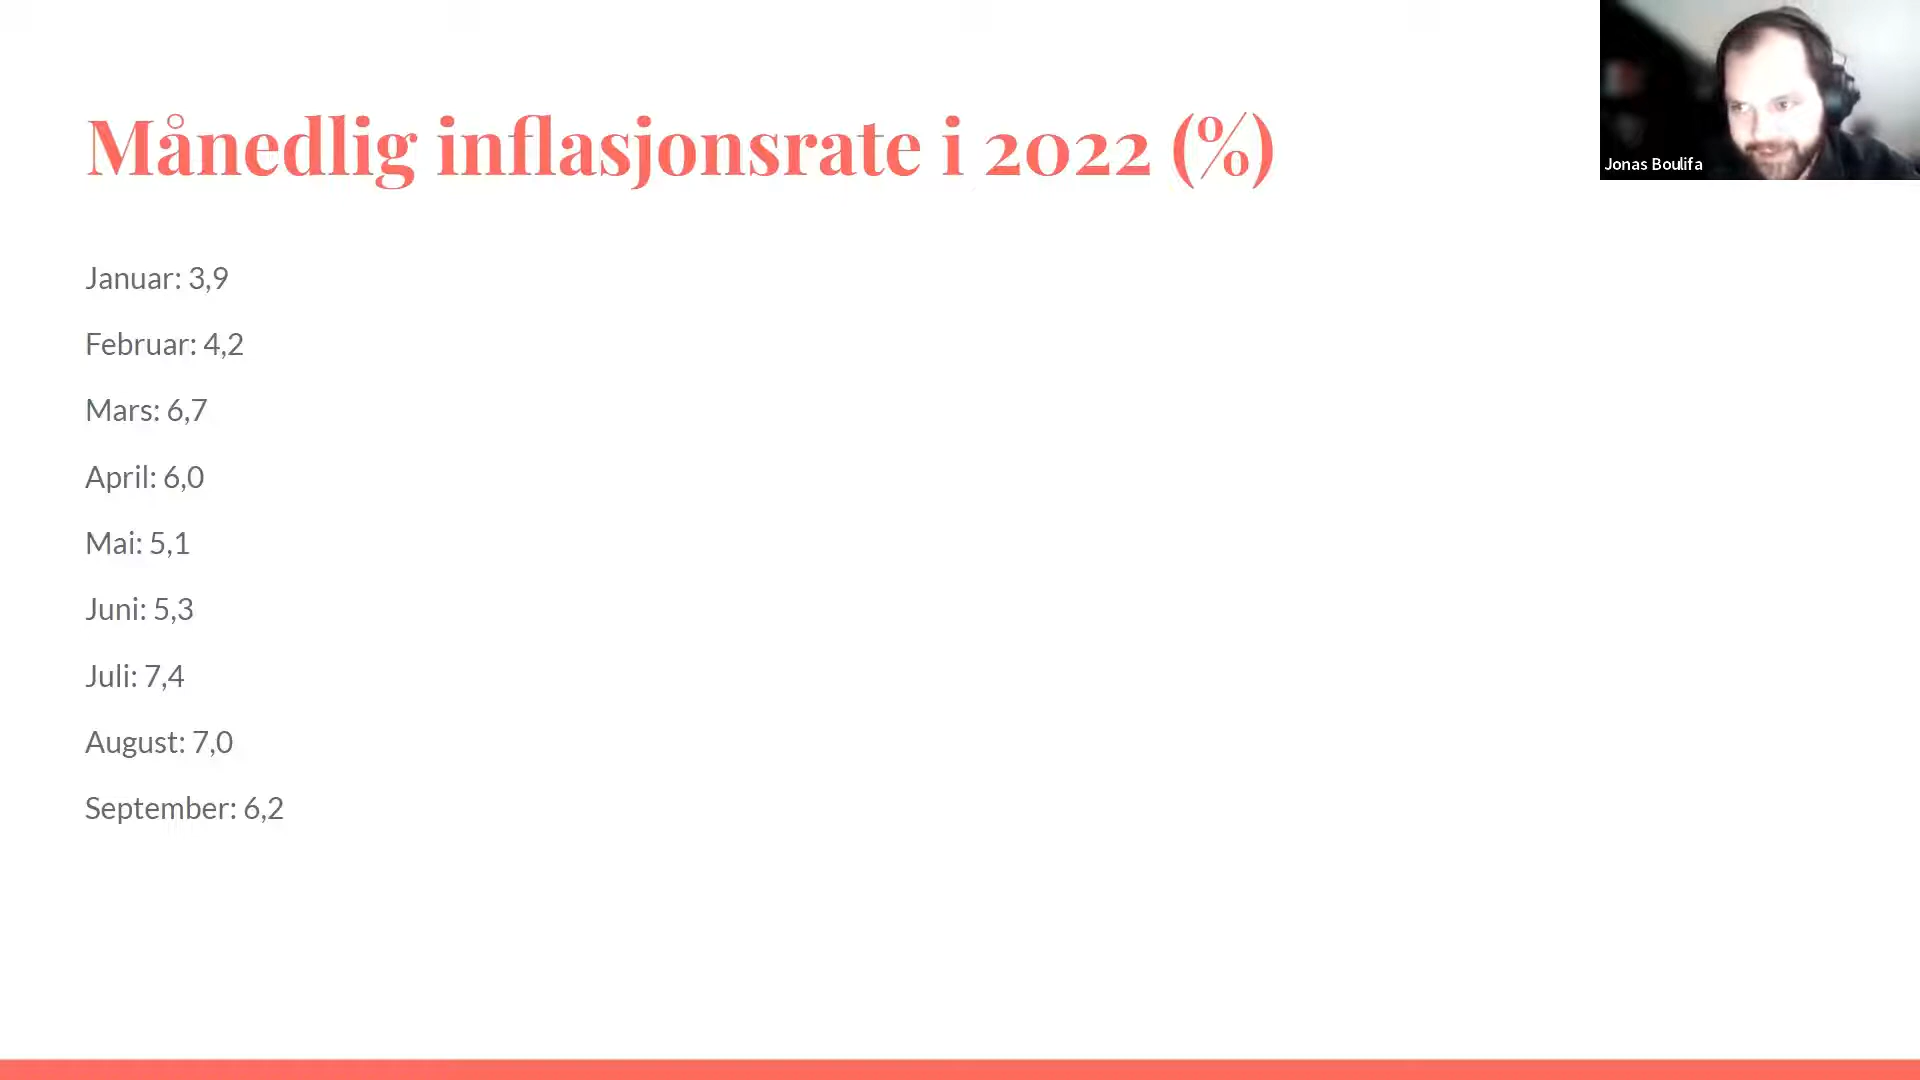 Månedlig inflasjonsrate i 2022 (%)
Jonas Boulifa
Januar: 3,9
Februar: 4,2
Mars: 6,7
April: 6,0
Mai: 5,1
Juni: 5,3
Juli: 7,4
August: 7,0
September: 6,2